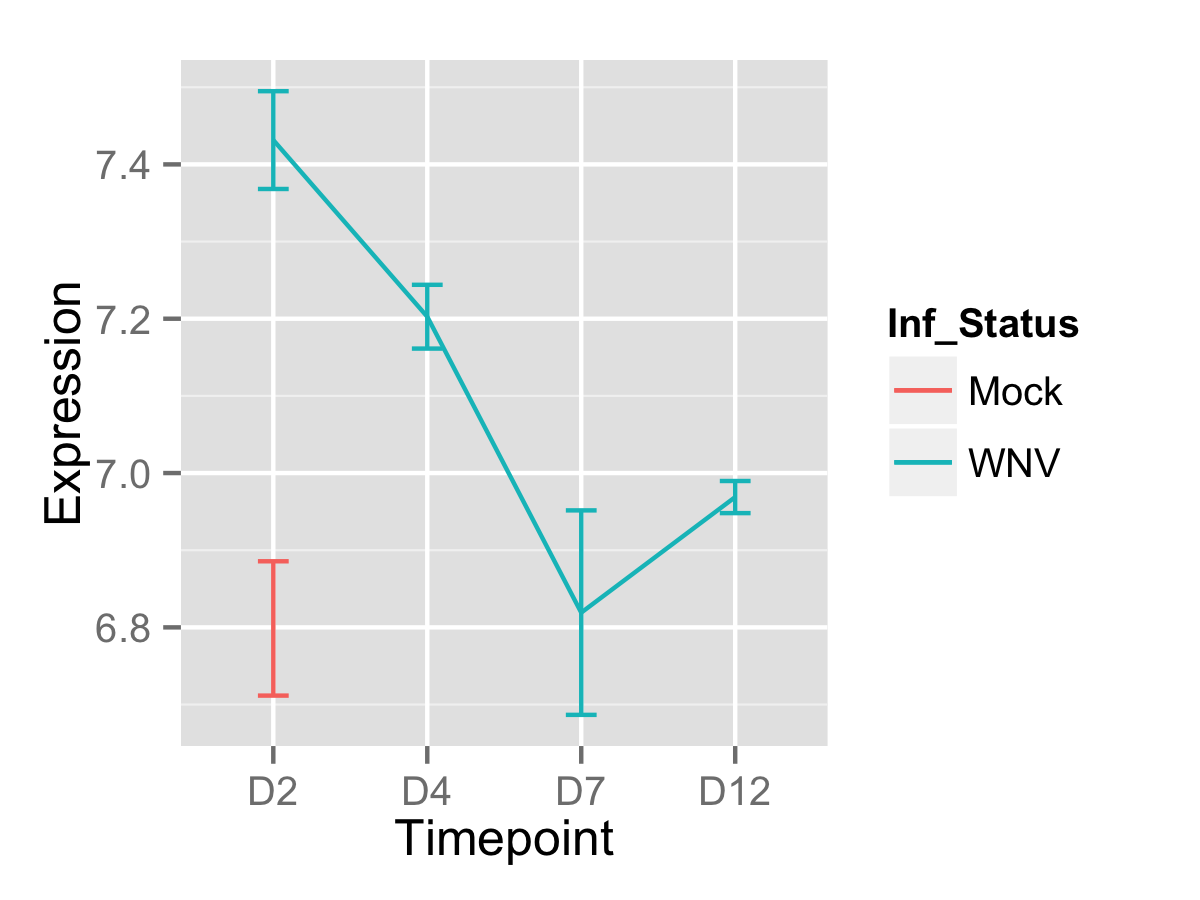 Expression
7.4
7.2
7.0
6.8
D2 D4 D7 D12
Timepoint
Inf_Status
Mock
WNV